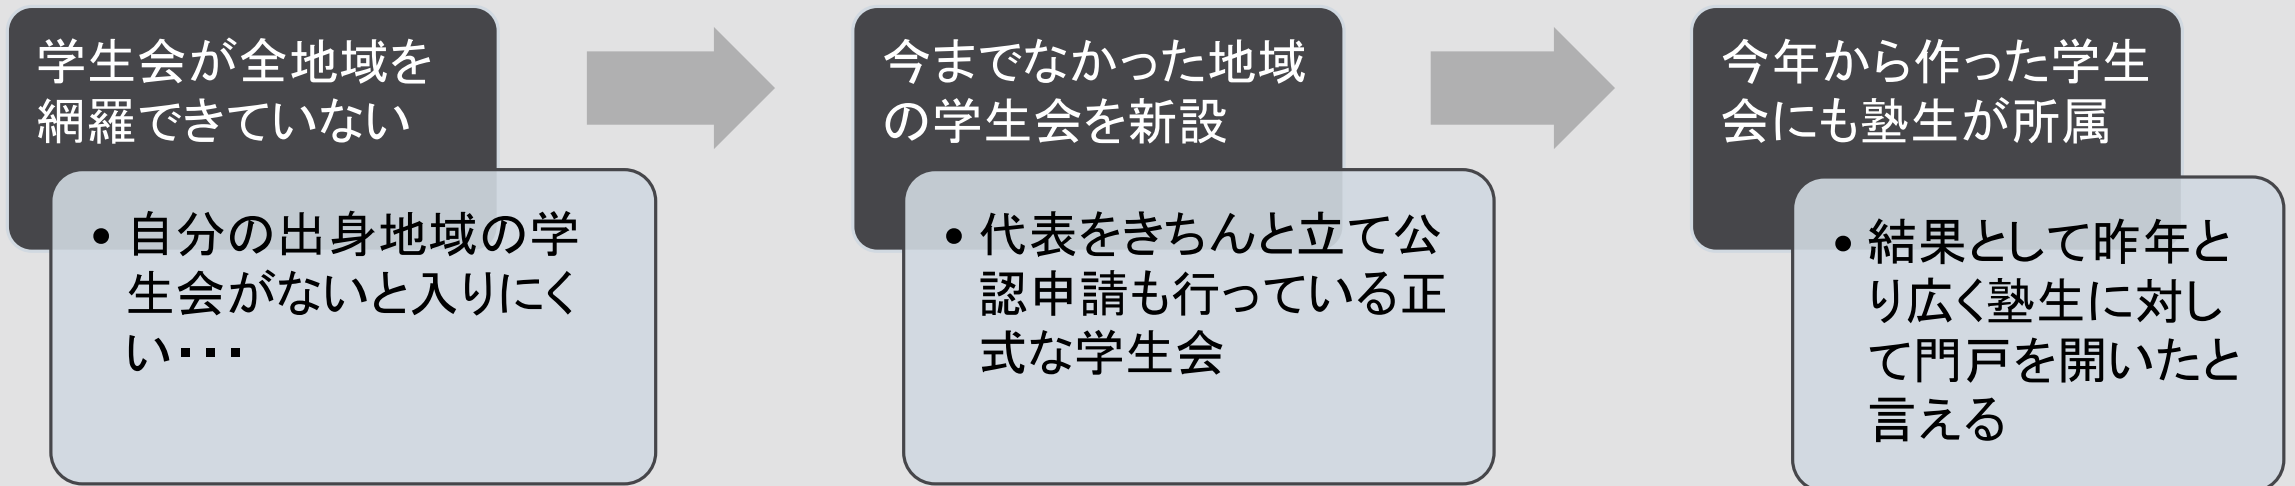 学生会が全地域を
網羅できていない
• 自分の出身地域の学
生会がないと入りにく
い・・・
今までなかった地域
の学生会を新設
• 代表をきちんと立て公
認申請も行っている正
式な学生会
今年から作った学生
会にも塾生が所属
• 結果として昨年と
り広く塾生に対し
て門戸を開いたと
言える